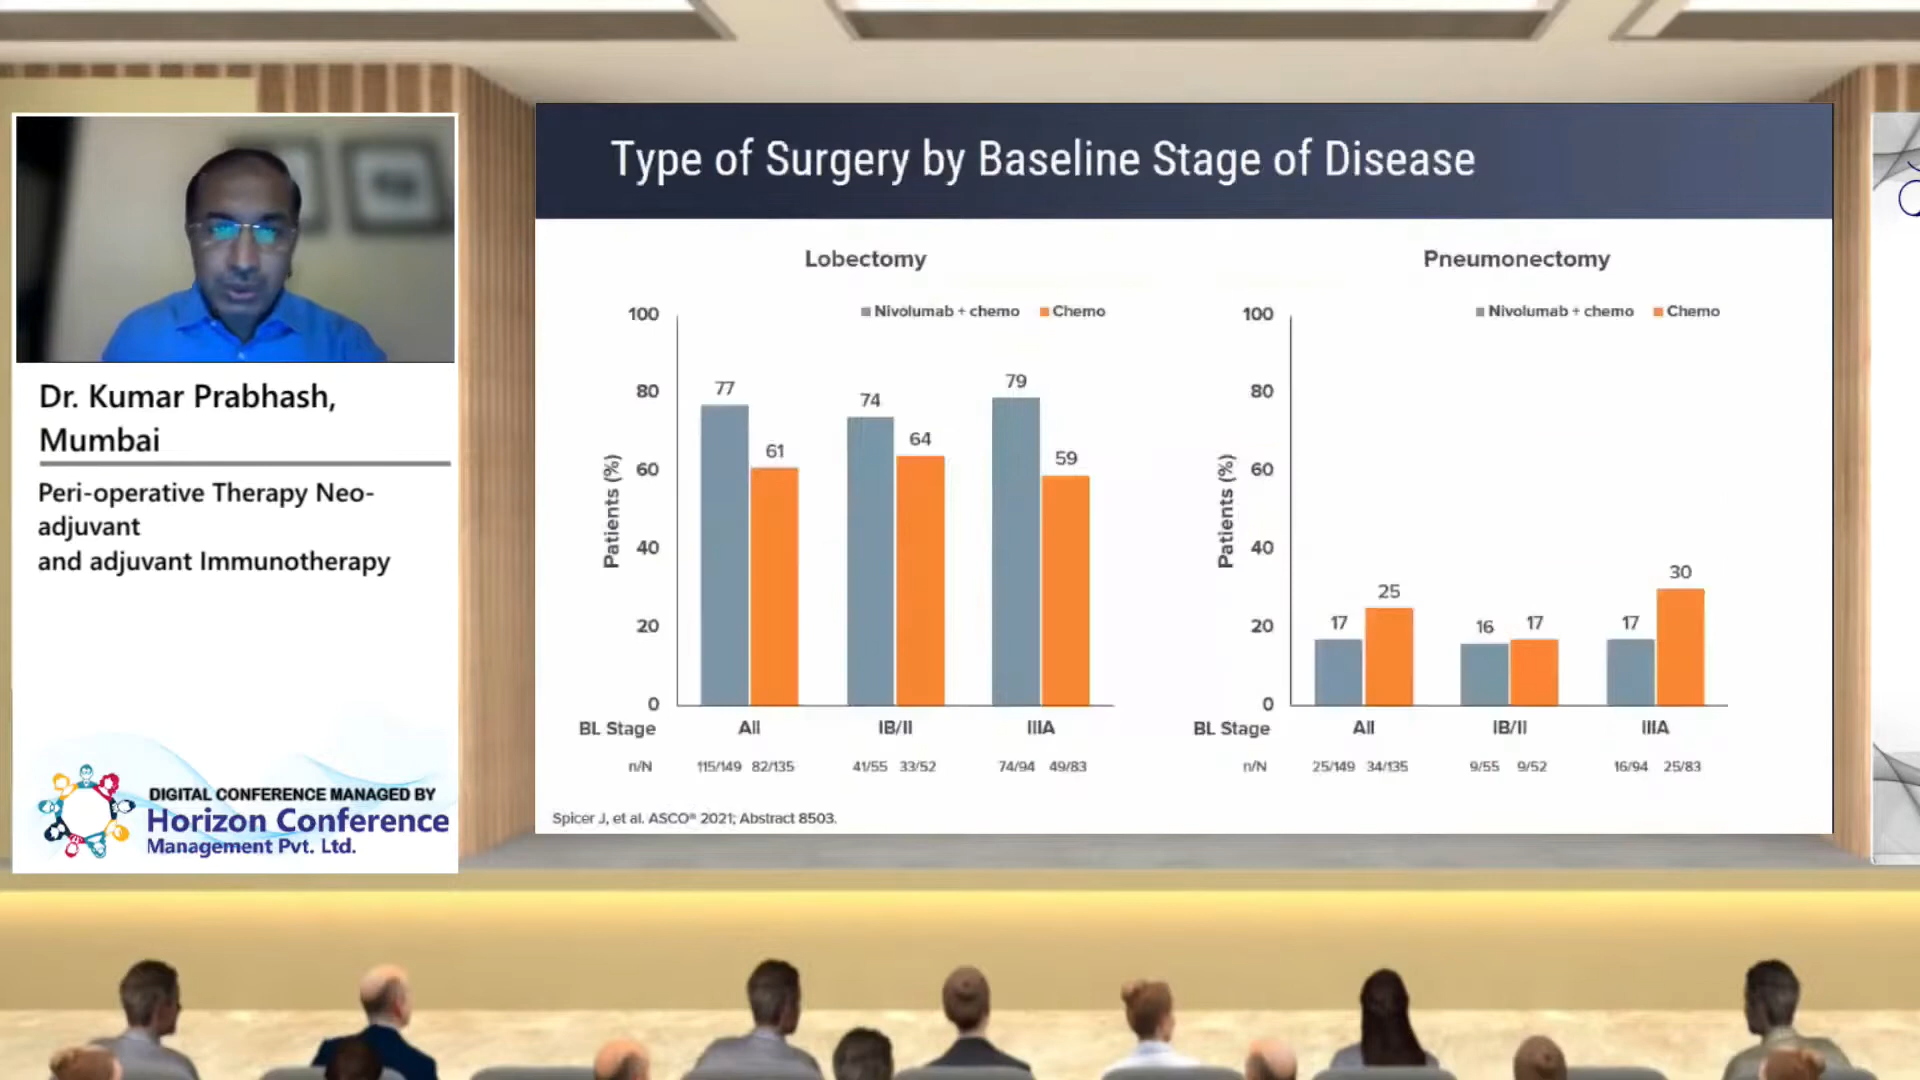 Dr. Kumar Prabhash,
Mumbai
Peri-operative Therapy Neo-
adjuvant
and adjuvant Immunotherapy
DIGITAL CONFERENCE MANAGED BY
Horizon Conference
Management Pvt. Ltd.
Type of Surgery by Baseline Stage of Disease
Lobectomy
Nivolumab + chemo Chemo
Patients (%)
100
80
60
40
20
0
77 61 74 64 79 59
BL Stage All IB/II IIIA
n/N 115/149 82/135 41/55 33/52 74/94 49/83
Pneumonectomy
Nivolumab + chemo Chemo
Patients (%)
100
80
60
40
20
0
17 25 16 17 17 30
BL Stage All IB/II IIIA
n/N 25/149 34/135 9/55 9/52 16/94 25/83
Spicer J, et al. ASCO® 2021; Abstract 8503.